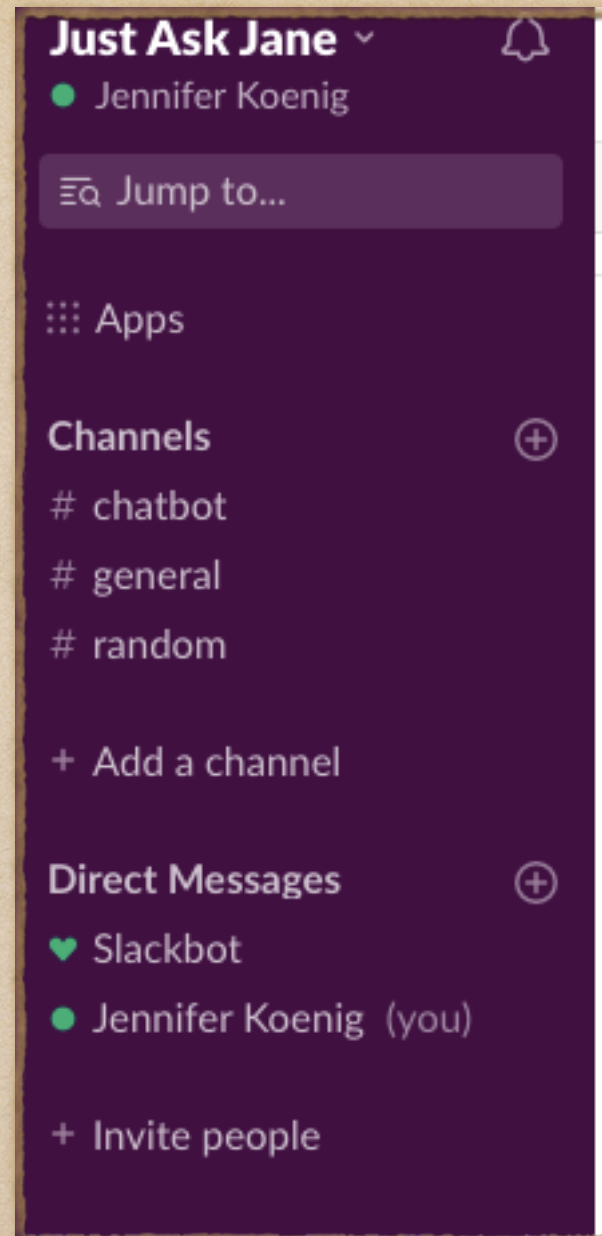 Just Ask Jane
Jennifer Koenig
Jump to...
Apps
Channels
# chatbot
# general
# random
+ Add a channel
Direct Messages
Slackbot
Jennifer Koenig (you)
+ Invite people